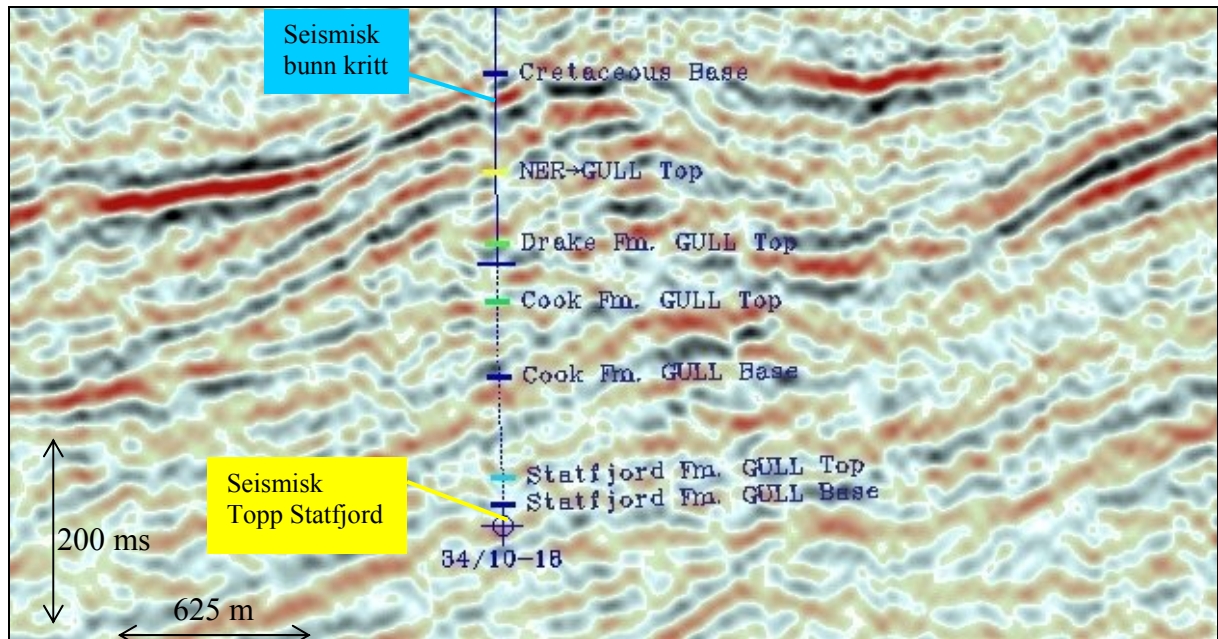 Seismisk
bunn kritt
Cretaceous Base
NER→GULL Top
Drake Fm. GULL Top
Cook Fm. GULL Top
Cook Fm. GULL Base
Statfjord Fm. GULL Top
Statfjord Fm. GULL Base
Seismisk
Topp Statfjord
34/10-18
200 ms
625 m